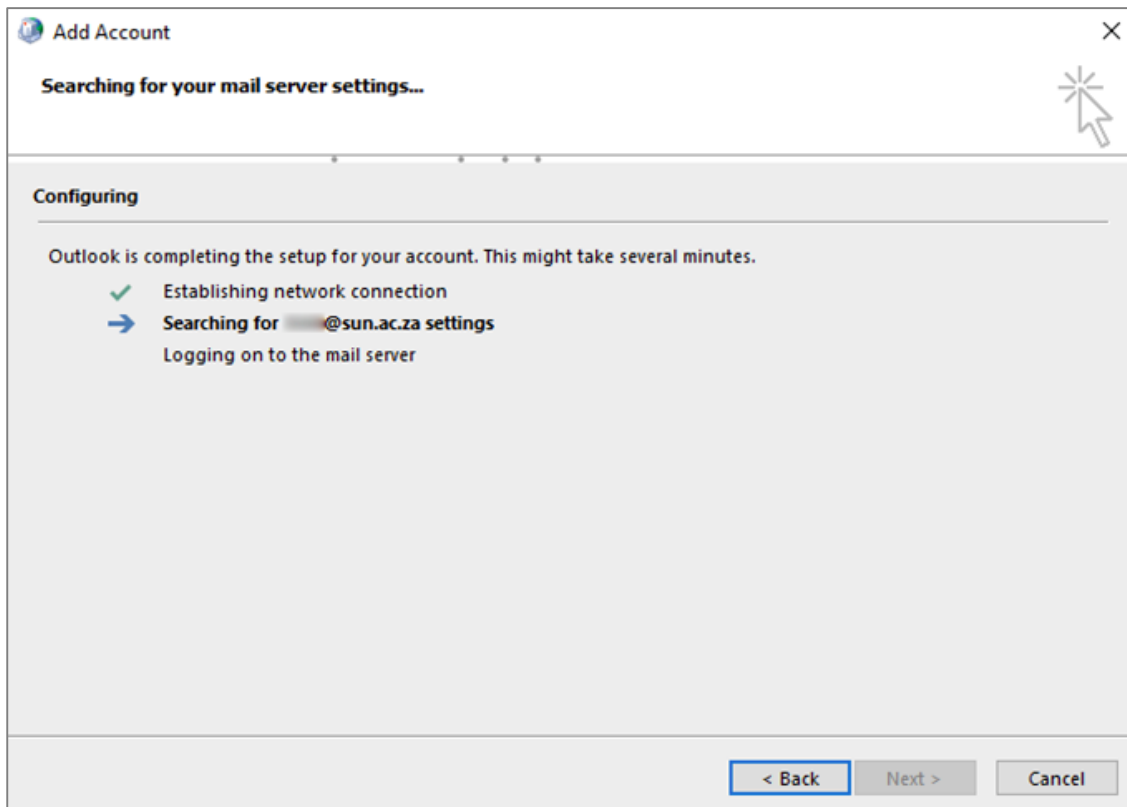 Add Account
Searching for your mail server settings...
Configuring
Outlook is completing the setup for your account. This might take several minutes.
Establishing network connection
Searching for @sun.ac.za settings
Logging on to the mail server
< Back
Next >
Cancel